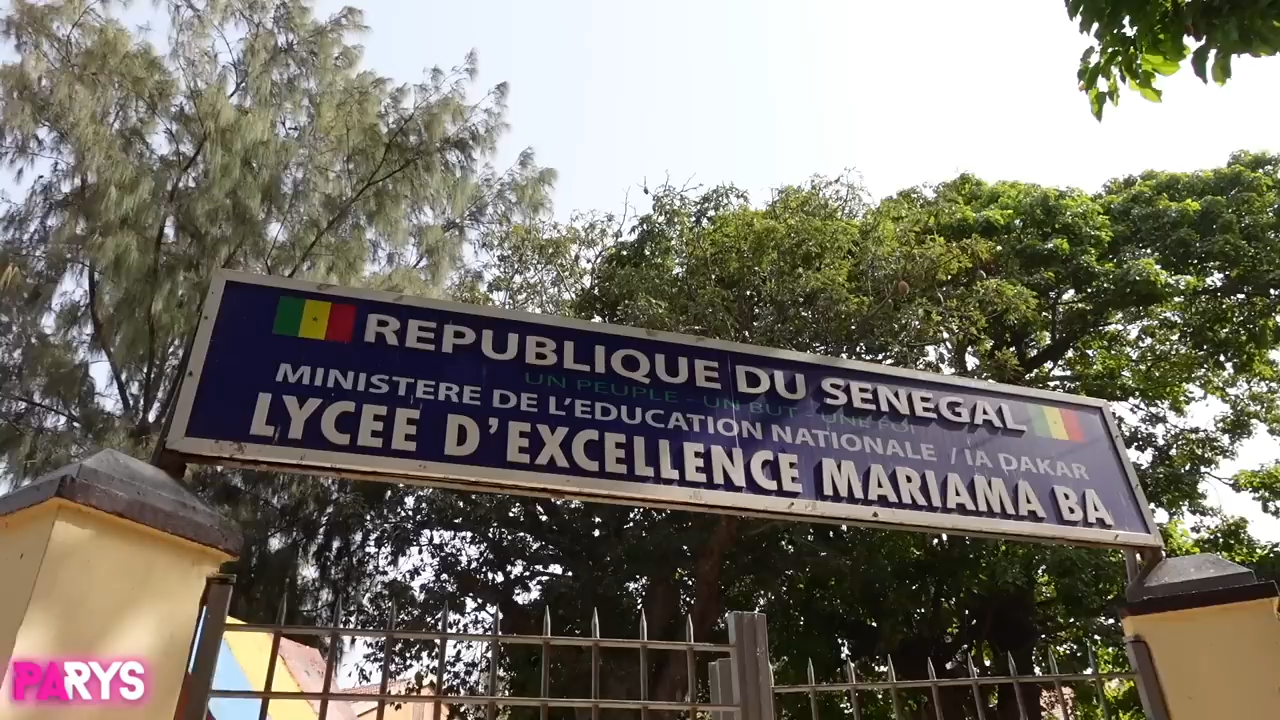 REPUBLIQUE DU SENEGAL
UN PEUPLE - UN BUT - UNE FOI
MINISTERE DE L'EDUCATION NATIONALE / IA DAKAR
LYCEE D'EXCELLENCE MARIAMA BA
PARYS